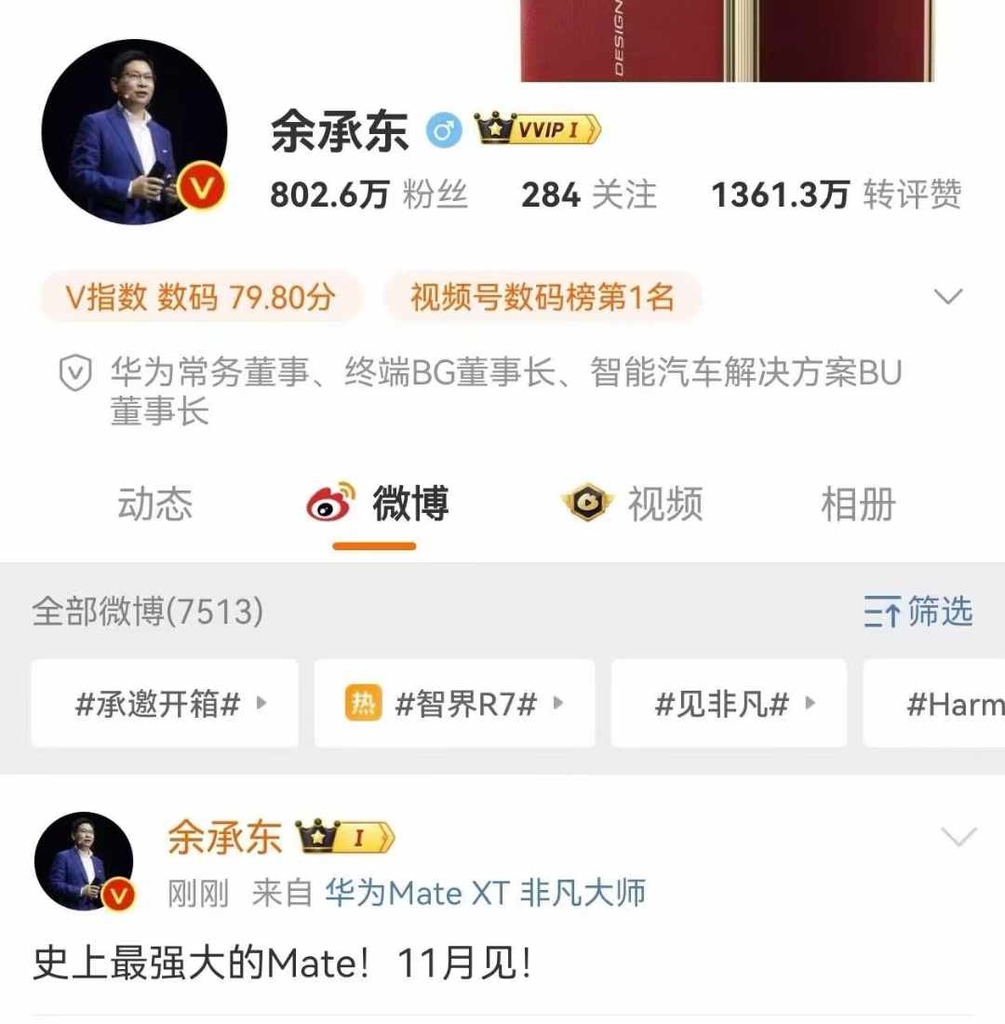 DESIGN
余承东 VVIP I
802.6万 粉丝 284 关注 1361.3万 转评赞
V指数 数码 79.80分 视频号数码榜第1名
华为常务董事、终端BG董事长、智能汽车解决方案BU
董事长
动态 微博 视频 相册
全部微博(7513) 筛选
#承邀开箱# 热 #智界R7# #见非凡# #Harm
余承东 I
刚刚 来自 华为Mate XT 非凡大师
史上最强大的Mate！11月见！